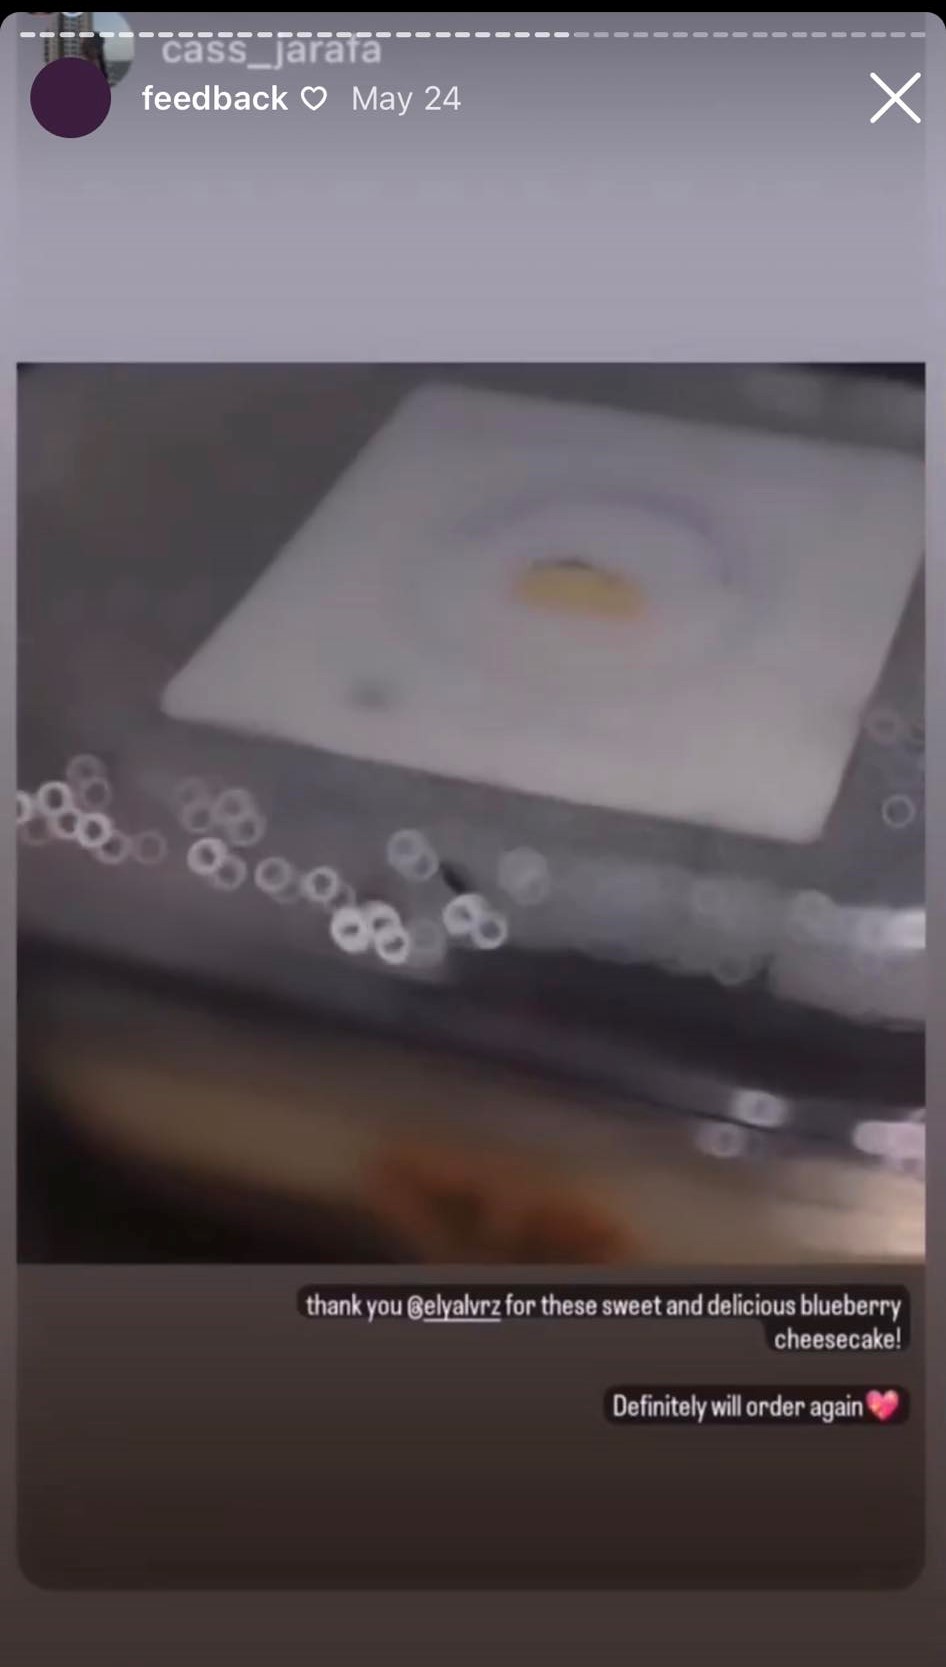 cass_jarafa
feedback ♡ May 24
thank you @elyalvrz for these sweet and delicious blueberry
cheesecake!
Definitely will order again💖